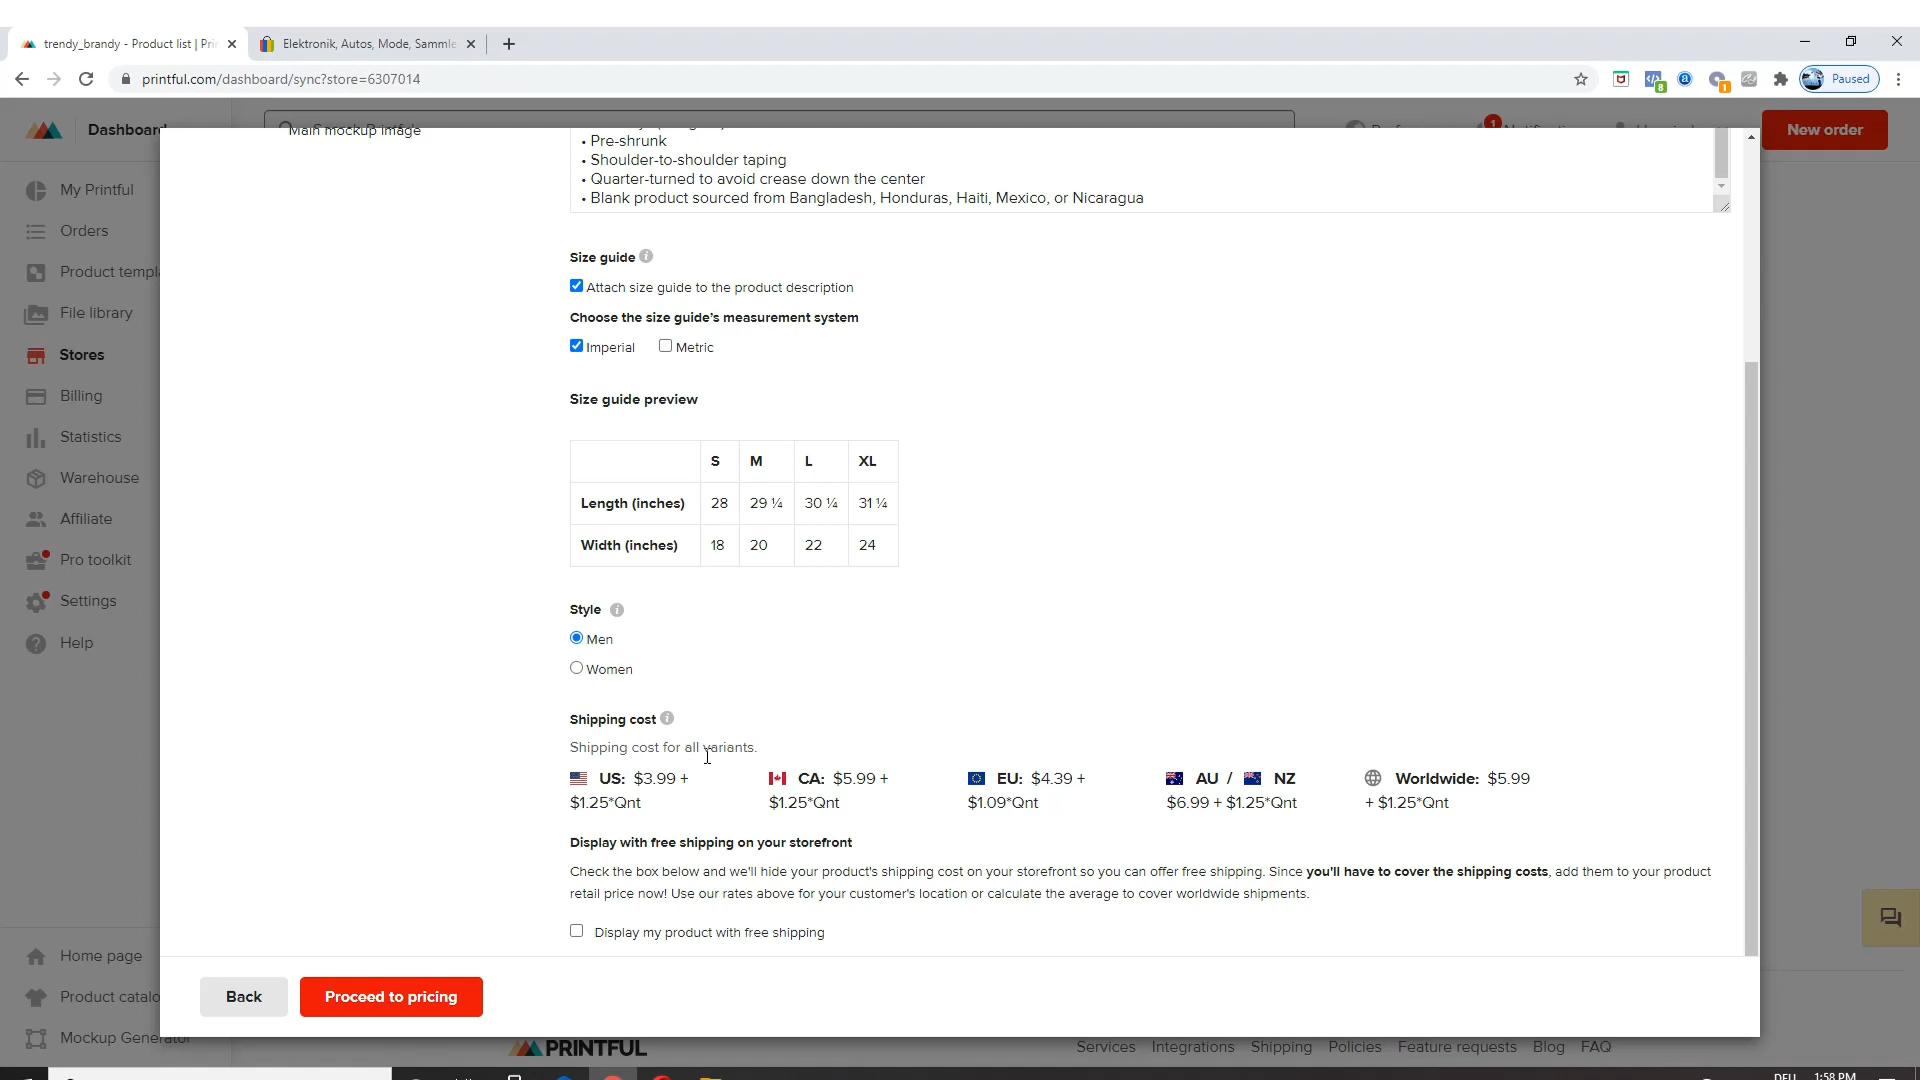 trendy_brandy - Product list | Prin
Elektronik, Autos, Mode, Sammle
printful.com/dashboard/sync?store=6307014
8
1
Paused
Dashboard
Main mockup image
1
New order
• Pre-shrunk
• Shoulder-to-shoulder taping
• Quarter-turned to avoid crease down the center
• Blank product sourced from Bangladesh, Honduras, Haiti, Mexico, or Nicaragua
My Printful
Orders
Product templa
File library
Stores
Billing
Statistics
Warehouse
Affiliate
Pro toolkit
Settings
Help
Home page
Product catalo
Mockup Generator
Size guide
Attach size guide to the product description
Choose the size guide's measurement system
Imperial Metric
Size guide preview
S M L XL
Length (inches) 28 29 ¼ 30 ¼ 31 ¼
Width (inches) 18 20 22 24
Style
Men
Women
Shipping cost
Shipping cost for all variants.
US: $3.99 + $1.25*Qnt
CA: $5.99 + $1.25*Qnt
EU: $4.39 + $1.09*Qnt
AU / NZ $6.99 + $1.25*Qnt
Worldwide: $5.99 + $1.25*Qnt
Display with free shipping on your storefront
Check the box below and we'll hide your product's shipping cost on your storefront so you can offer free shipping. Since you'll have to cover the shipping costs, add them to your product
retail price now! Use our rates above for your customer's location or calculate the average to cover worldwide shipments.
Display my product with free shipping
Back Proceed to pricing
PRINTFUL
Services Integrations Shipping Policies Feature requests Blog FAQ
DEU 1:58 PM